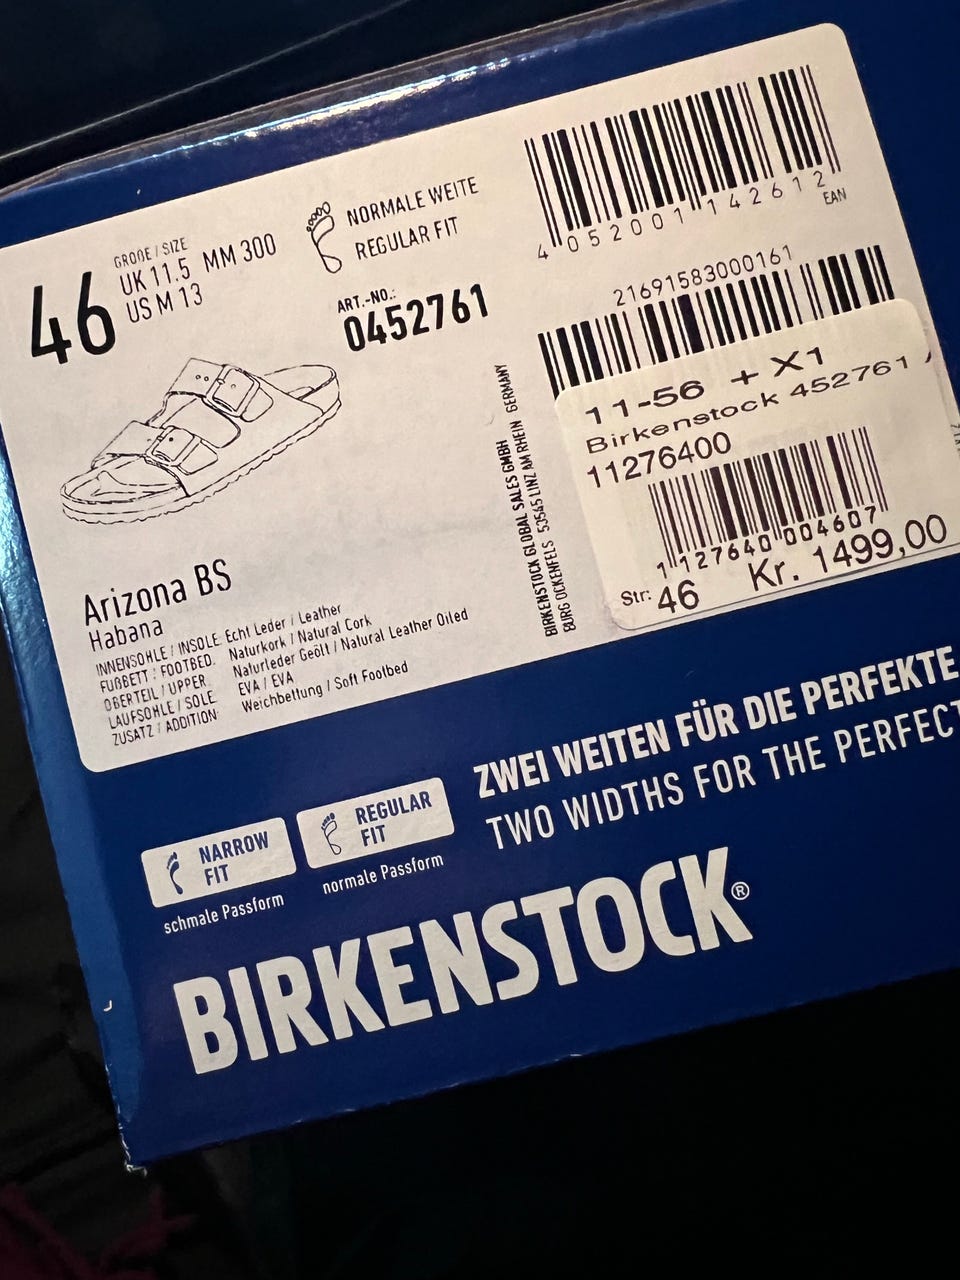 46
GRÖßE / SIZE
UK 11.5 MM 300
US M 13
NORMALE WEITE
REGULAR FIT
ART.-NO.:
0452761
4 052001 142612
EAN
21691583000161
11-56 + X1
Birkenstock 452761
11276400
1 127640 004607
Str: 46 Kr. 1499,00
BIRKENSTOCK GLOBAL SALES GMBH
BURG OCKENFELS 53545 LINZ AM RHEIN GERMANY
Arizona BS
Habana
INNENSOHLE / INSOLE: Echt Leder / Leather
FUßBETT / FOOTBED: Naturkork / Natural Cork
OBERTEIL / UPPER: Naturleder Geölt / Natural Leather Oiled
LAUFSOHLE / SOLE: EVA / EVA
ZUSATZ / ADDITION: Weichbettung / Soft Footbed
ZWEI WEITEN FÜR DIE PERFEKTE
TWO WIDTHS FOR THE PERFECT
NARROW
FIT
schmale Passform
REGULAR
FIT
normale Passform
BIRKENSTOCK®